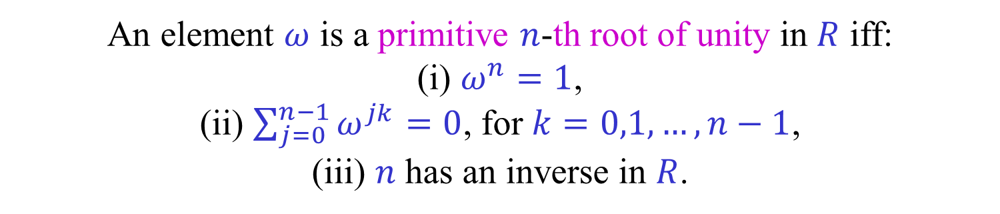 An element ω is a primitive n-th root of unity in R iff:
(i) ωⁿ = 1,
(ii) ∑_{j=0}^{n−1} ω^{jk} = 0, for k = 0,1, … , n − 1,
(iii) n has an inverse in R.